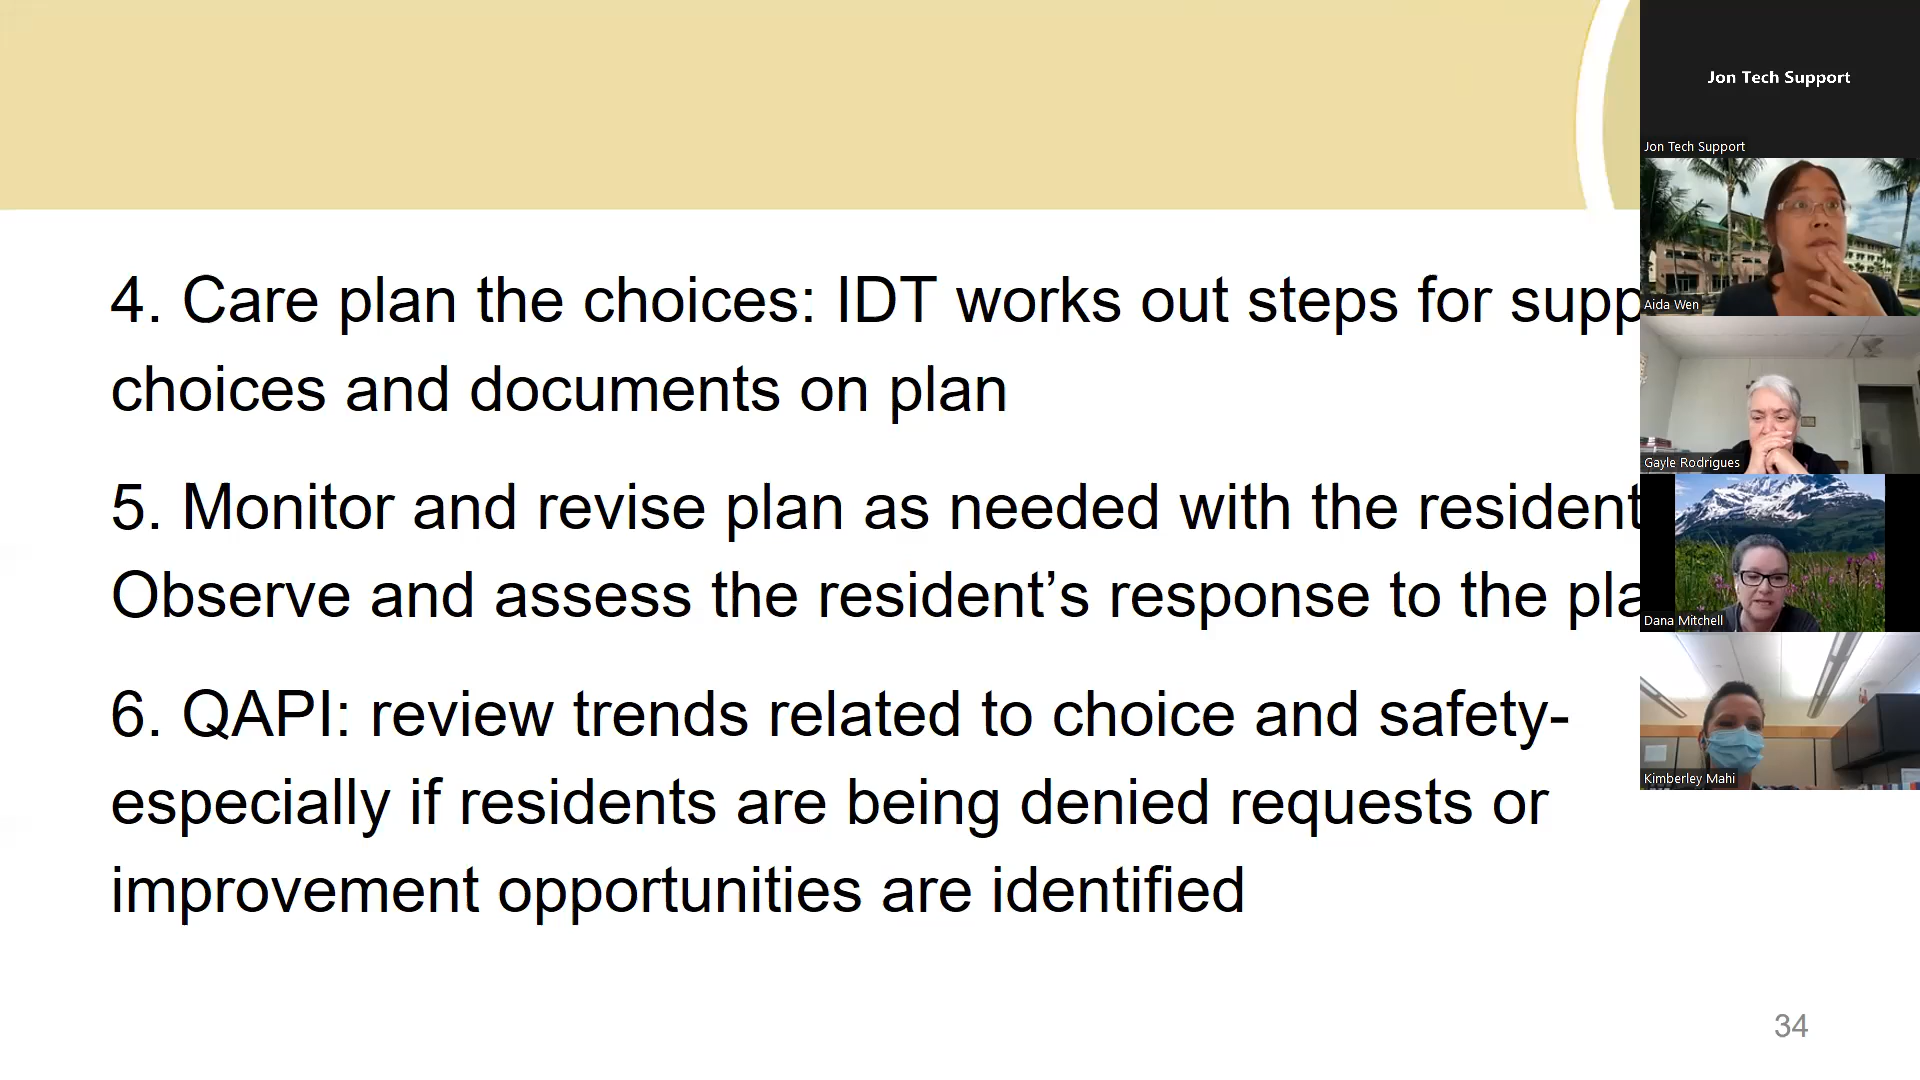 4. Care plan the choices: IDT works out steps for supp
choices and documents on plan
5. Monitor and revise plan as needed with the resident
Observe and assess the resident’s response to the pla
6. QAPI: review trends related to choice and safety-
especially if residents are being denied requests or
improvement opportunities are identified
34
Jon Tech Support
Jon Tech Support
Aida Wen
Gayle Rodrigues
Dana Mitchell
Kimberley Mahi